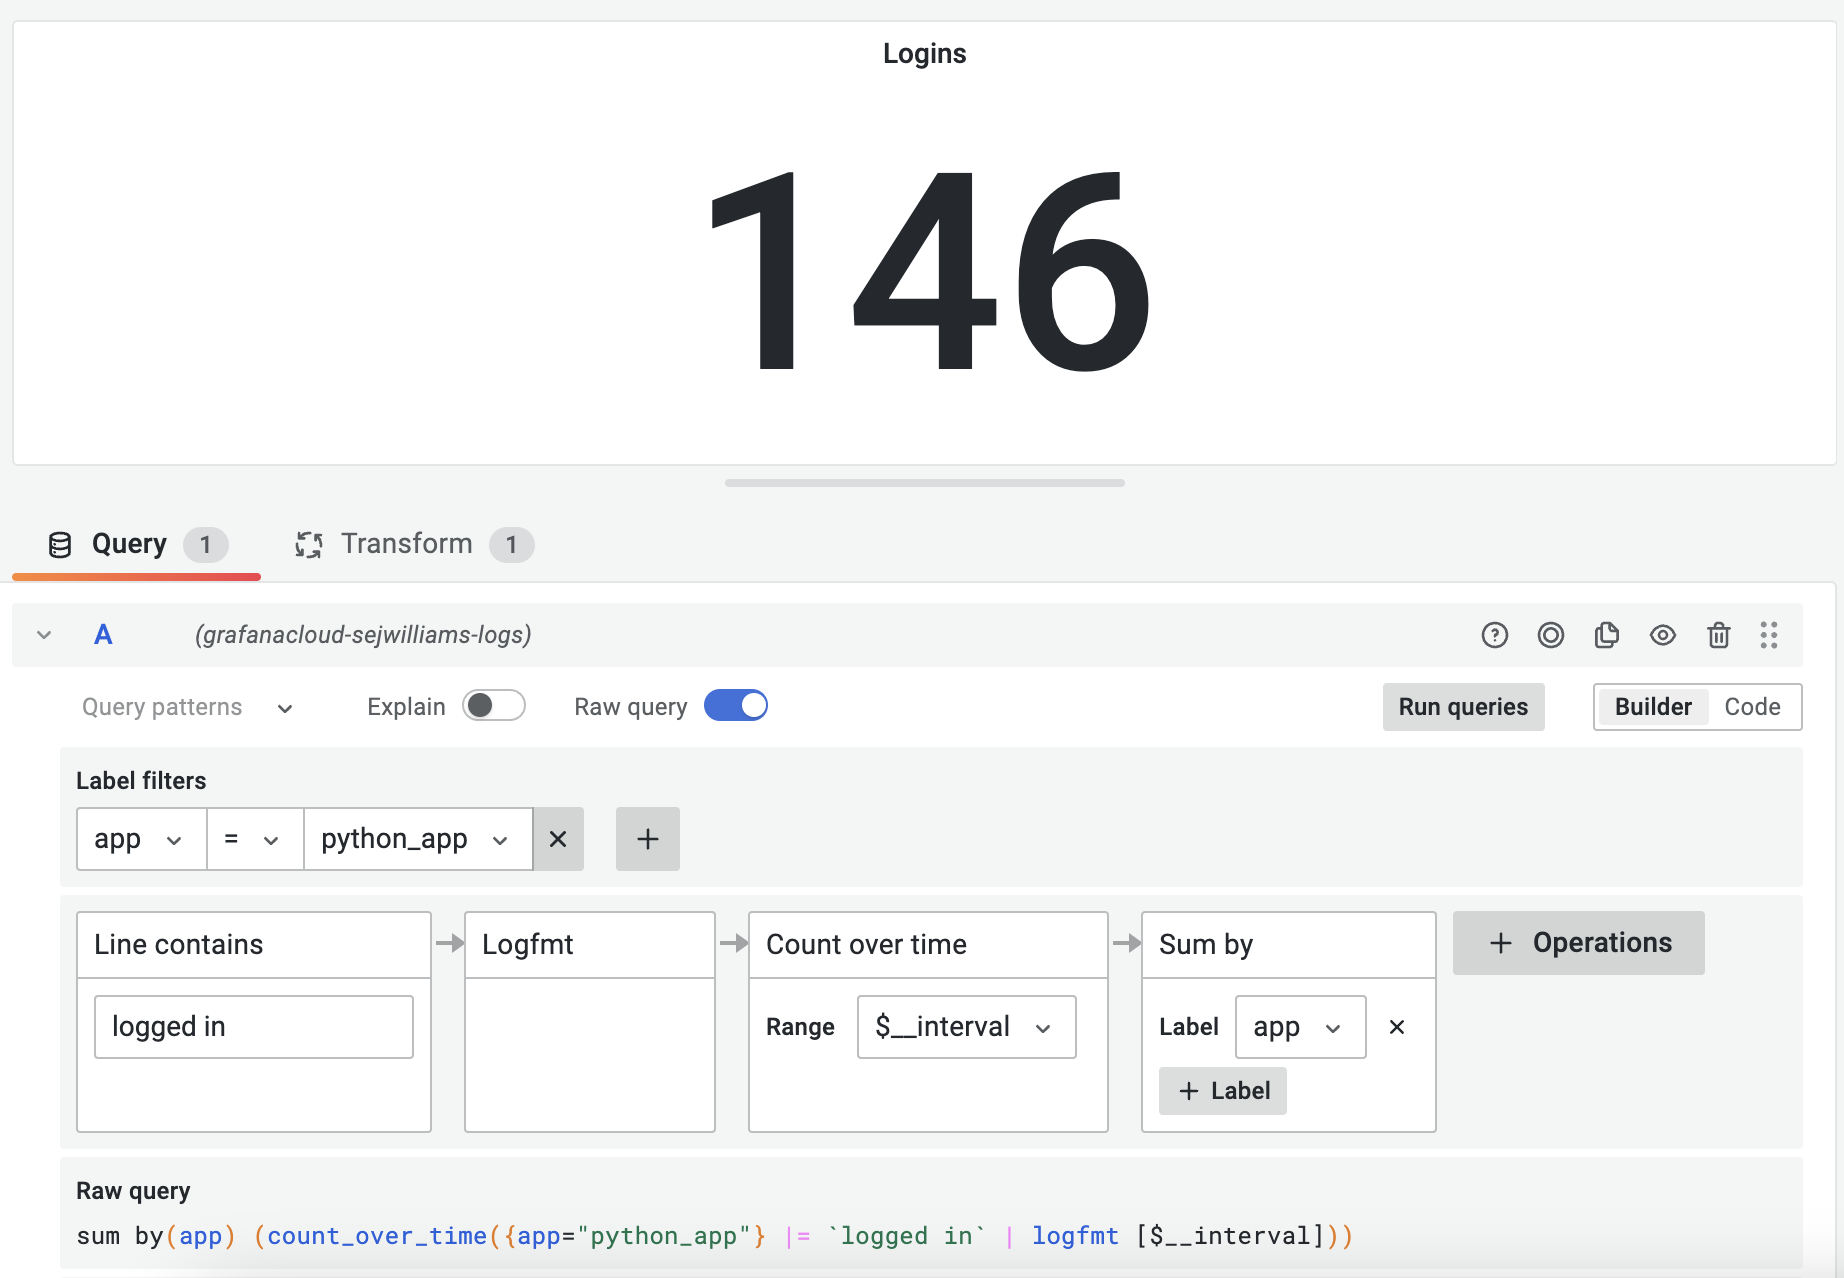 Logins
146
Query 1 Transform 1
A (grafanacloud-sejwilliams-logs)
Query patterns Explain Raw query Run queries Builder Code
Label filters
app = python_app +
Line contains Logfmt Count over time Sum by + Operations
logged in Range $__interval Label app
+ Label
Raw query
sum by(app) (count_over_time({app="python_app"} |= `logged in` | logfmt [$__interval]))